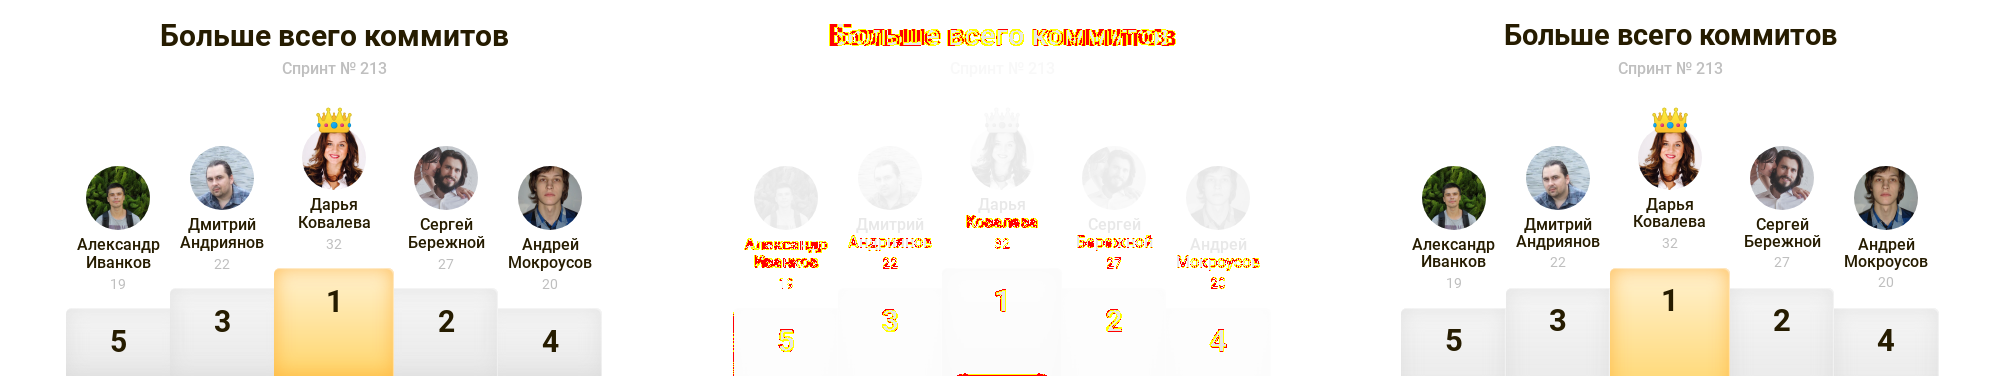 Больше всего коммитов
Спринт № 213
Дарья
Ковалева
32
Дмитрий
Андриянов
22
Сергей
Бережной
27
Александр
Иванков
19
Андрей
Мокроусов
20
1
3
2
5
4
Больше всего коммитов
Спринт № 213
Дарья
Ковалева
32
Дмитрий
Андриянов
22
Сергей
Бережной
27
Александр
Иванков
19
Андрей
Мокроусов
20
1
3
2
5
4
Больше всего коммитов
Спринт № 213
Дарья
Ковалева
32
Дмитрий
Андриянов
22
Сергей
Бережной
27
Александр
Иванков
19
Андрей
Мокроусов
20
1
3
2
5
4